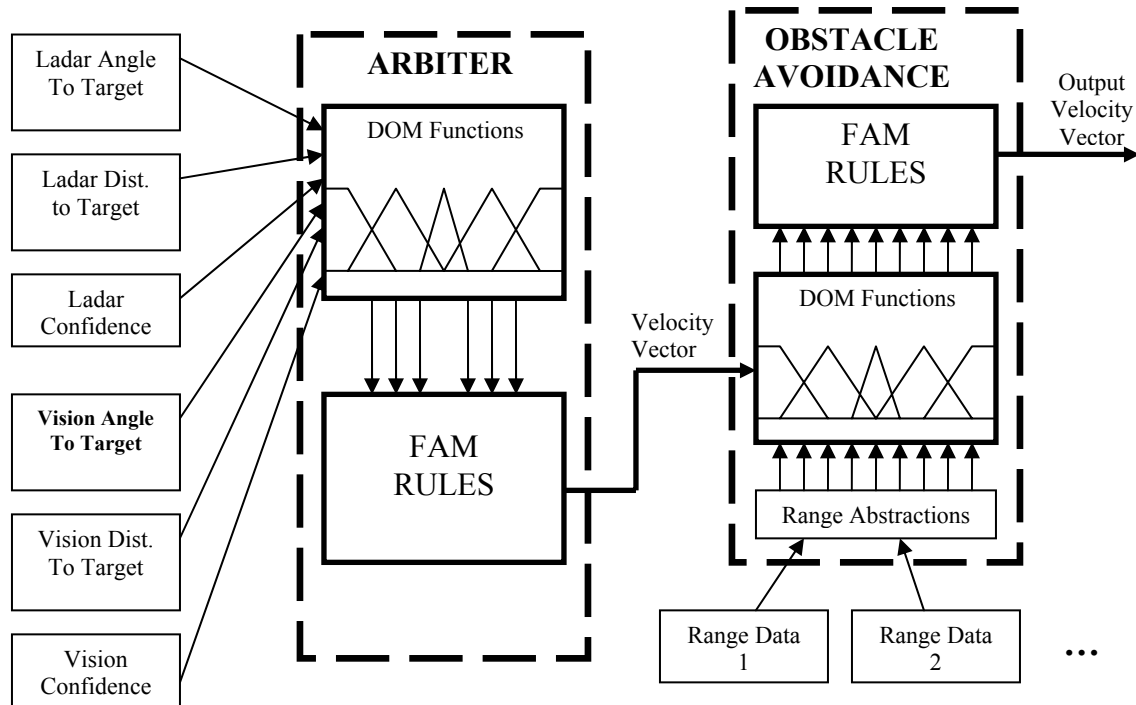 Ladar Angle
To Target
Ladar Dist.
to Target
Ladar
Confidence
Vision Angle
To Target
Vision Dist.
To Target
Vision
Confidence
ARBITER
DOM Functions
FAM
RULES
Velocity
Vector
OBSTACLE
AVOIDANCE
FAM
RULES
DOM Functions
Range Abstractions
Range Data
1
Range Data
2
...
Output
Velocity
Vector